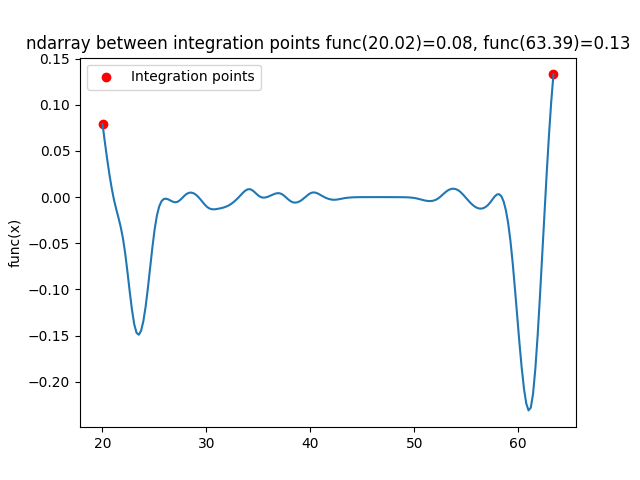 ndarray between integration points func(20.02)=0.08, func(63.39)=0.13
Integration points
0.15
0.10
0.05
0.00
−0.05
−0.10
−0.15
−0.20
func(x)
20 30 40 50 60